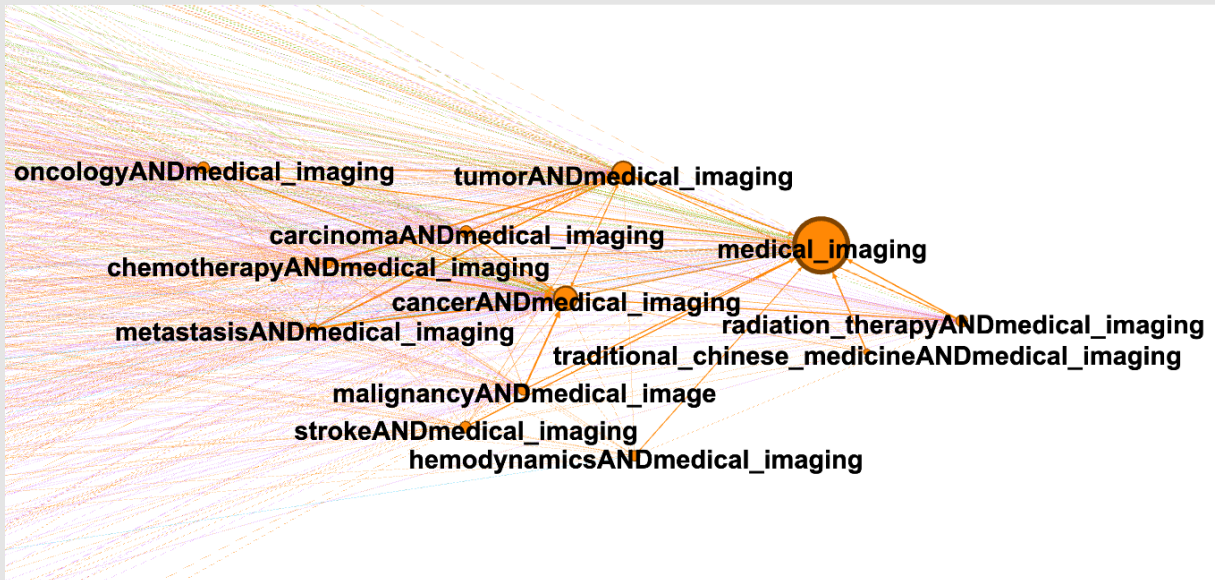 oncologyANDmedical_imaging
tumorANDmedical_imaging
carcinomaANDmedical_imaging
medical_imaging
chemotherapyANDmedical_imaging
cancerANDmedical_imaging
metastasisANDmedical_imaging
radiation_therapyANDmedical_imaging
traditional_chinese_medicineANDmedical_imaging
malignancyANDmedical_image
strokeANDmedical_imaging
hemodynamicsANDmedical_imaging